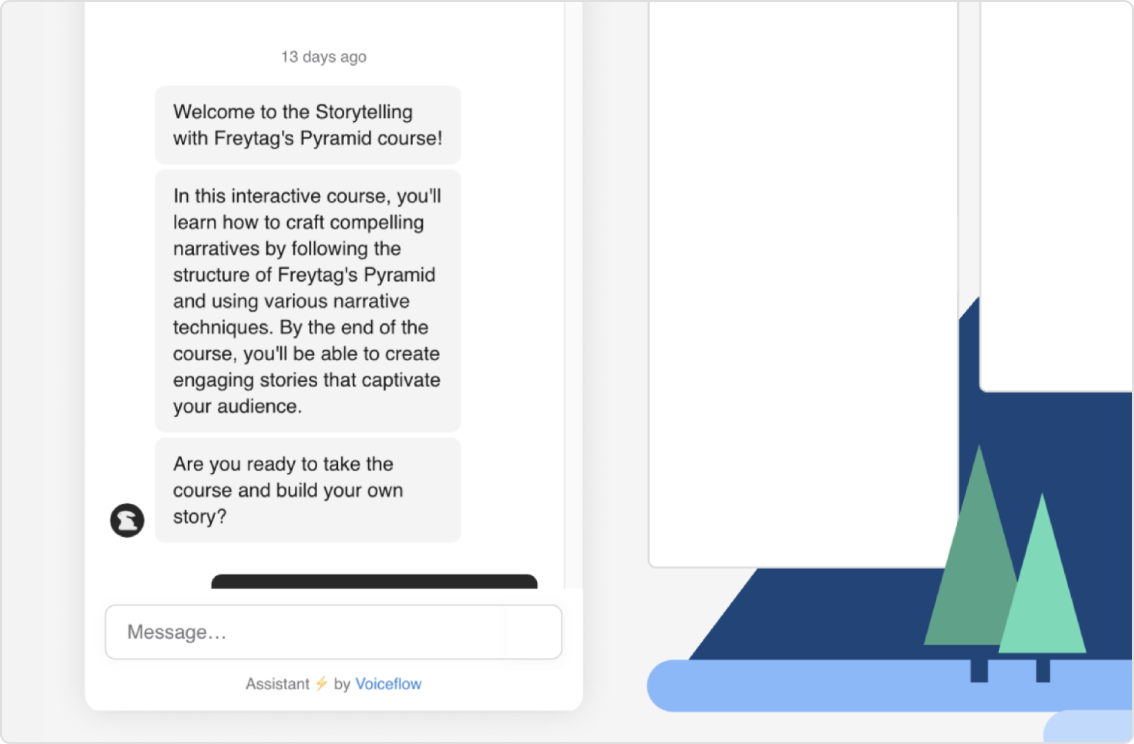 13 days ago
Welcome to the Storytelling
with Freytag's Pyramid course!
In this interactive course, you'll
learn how to craft compelling
narratives by following the
structure of Freytag's Pyramid
and using various narrative
techniques. By the end of the
course, you'll be able to create
engaging stories that captivate
your audience.
Are you ready to take the
course and build your own
story?
Message…
Assistant ⚡ by Voiceflow